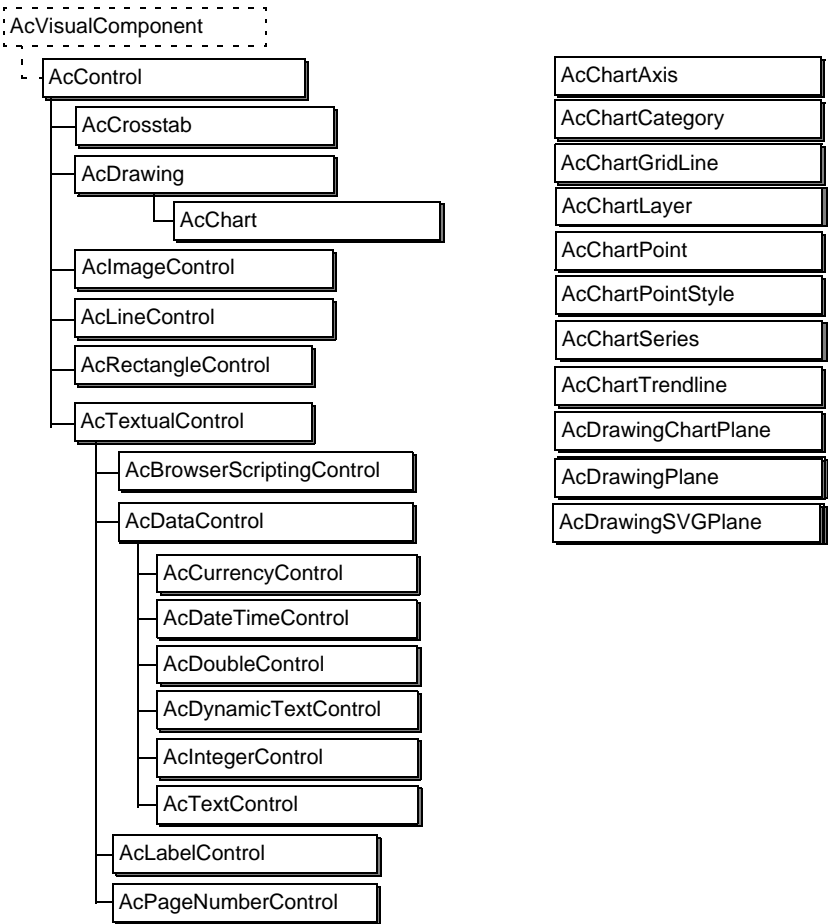 AcVisualComponent
AcControl
AcCrosstab
AcDrawing
AcChart
AcImageControl
AcLineControl
AcRectangleControl
AcTextualControl
AcBrowserScriptingControl
AcDataControl
AcCurrencyControl
AcDateTimeControl
AcDoubleControl
AcDynamicTextControl
AcIntegerControl
AcTextControl
AcLabelControl
AcPageNumberControl
AcChartAxis
AcChartCategory
AcChartGridLine
AcChartLayer
AcChartPoint
AcChartPointStyle
AcChartSeries
AcChartTrendline
AcDrawingChartPlane
AcDrawingPlane
AcDrawingSVGPlane